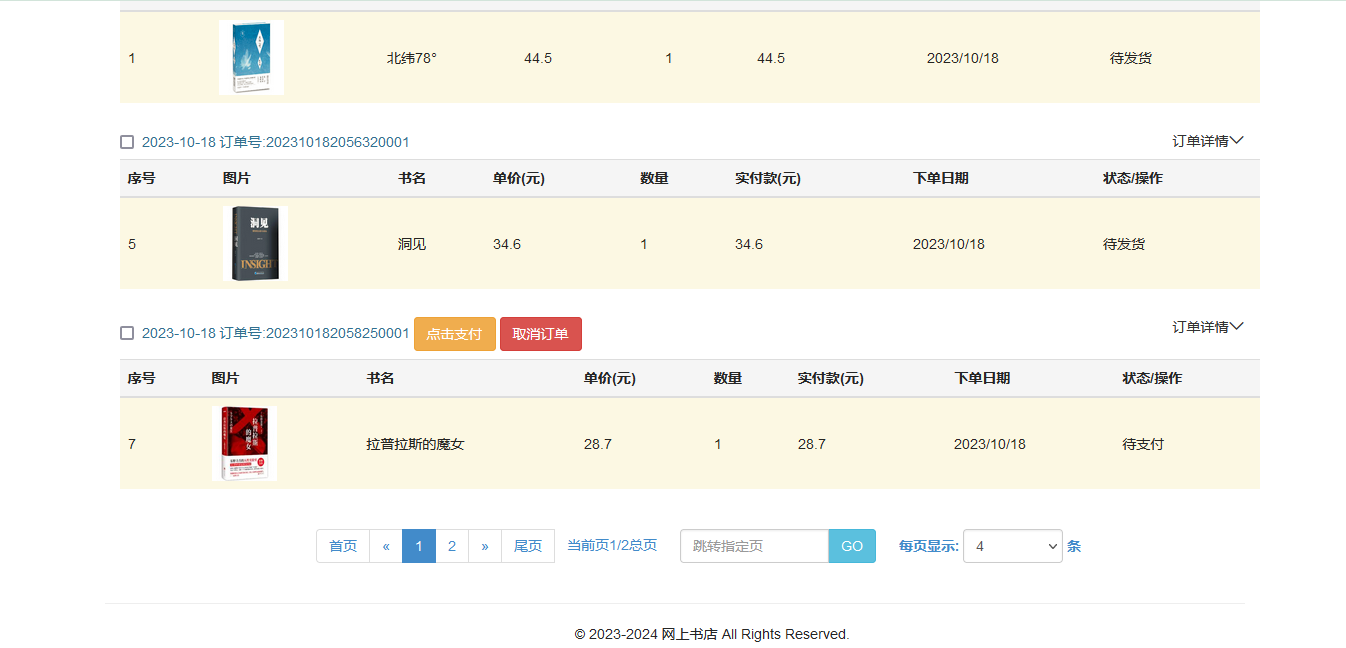 1 北纬78° 44.5 1 44.5 2023/10/18 待发货
2023-10-18 订单号:202310182056320001 订单详情
序号 图片 书名 单价(元) 数量 实付款(元) 下单日期 状态/操作
5 洞见 INSIGHT 洞见 34.6 1 34.6 2023/10/18 待发货
2023-10-18 订单号:202310182058250001 点击支付 取消订单 订单详情
序号 图片 书名 单价(元) 数量 实付款(元) 下单日期 状态/操作
7 拉普拉斯的魔女 拉普拉斯的魔女 28.7 1 28.7 2023/10/18 待支付
首页 « 1 2 » 尾页 当前页1/2总页 跳转指定页 GO 每页显示: 4 条
© 2023-2024 网上书店 All Rights Reserved.